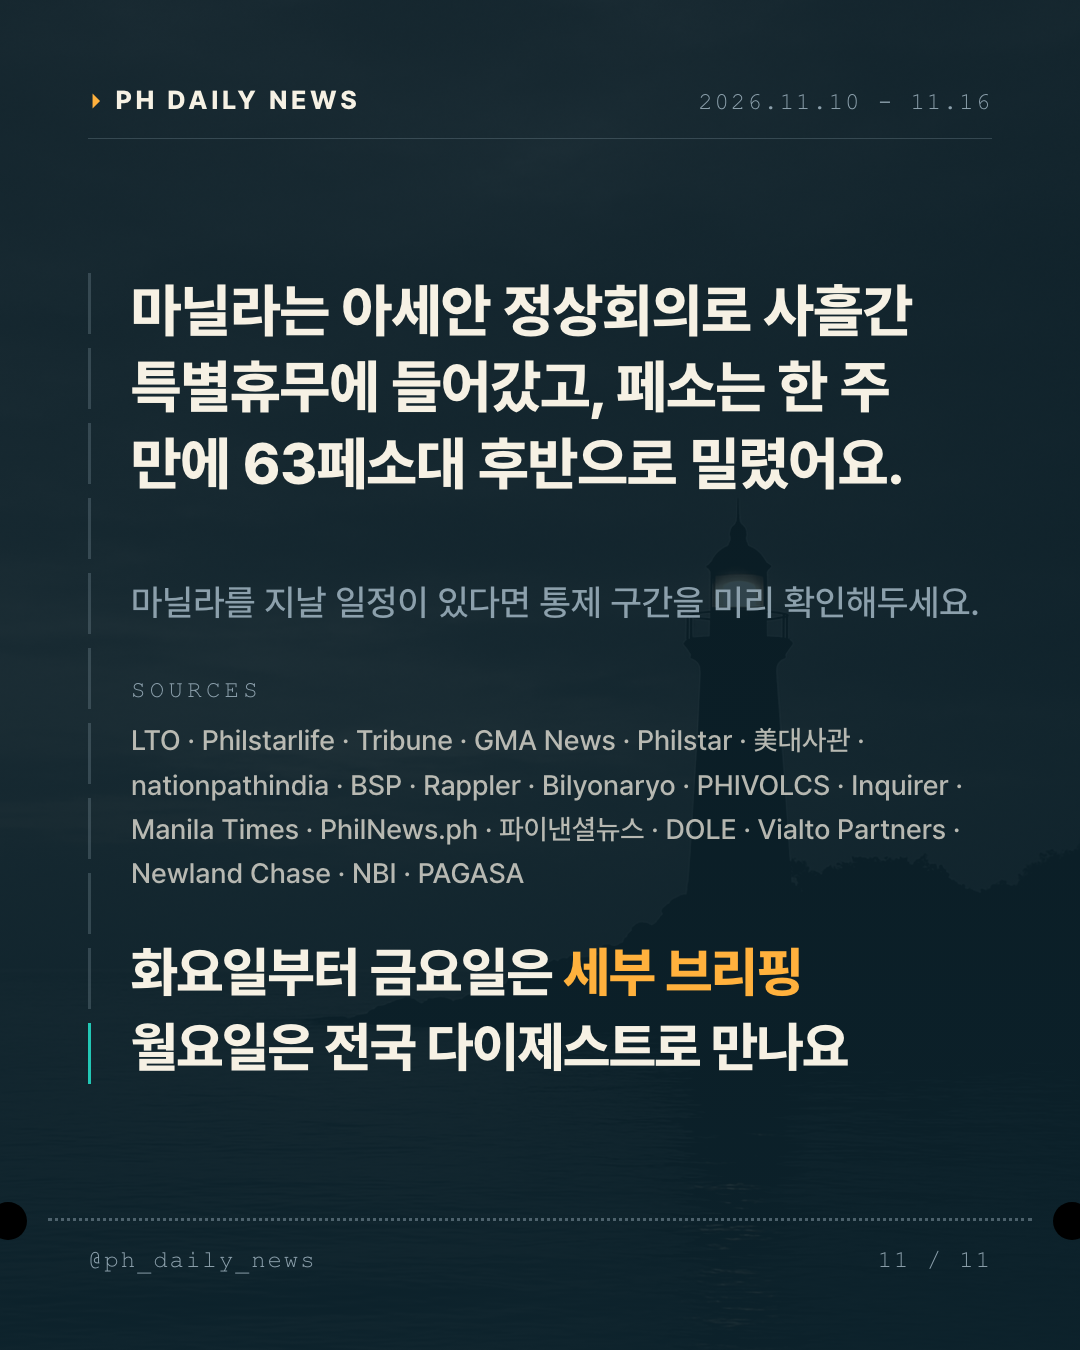 PH DAILY NEWS
2026.11.10 - 11.16
마닐라는 아세안 정상회의로 사흘간
특별휴무에 들어갔고, 페소는 한 주
만에 63페소대 후반으로 밀렸어요.
마닐라를 지날 일정이 있다면 통제 구간을 미리 확인해두세요.
SOURCES
LTO · Philstarlife · Tribune · GMA News · Philstar · 美대사관 ·
nationpathindia · BSP · Rappler · Bilyonaryo · PHIVOLCS · Inquirer ·
Manila Times · PhilNews.ph · 파이낸셜뉴스 · DOLE · Vialto Partners ·
Newland Chase · NBI · PAGASA
화요일부터 금요일은 세부 브리핑
월요일은 전국 다이제스트로 만나요
@ph_daily_news
11 / 11